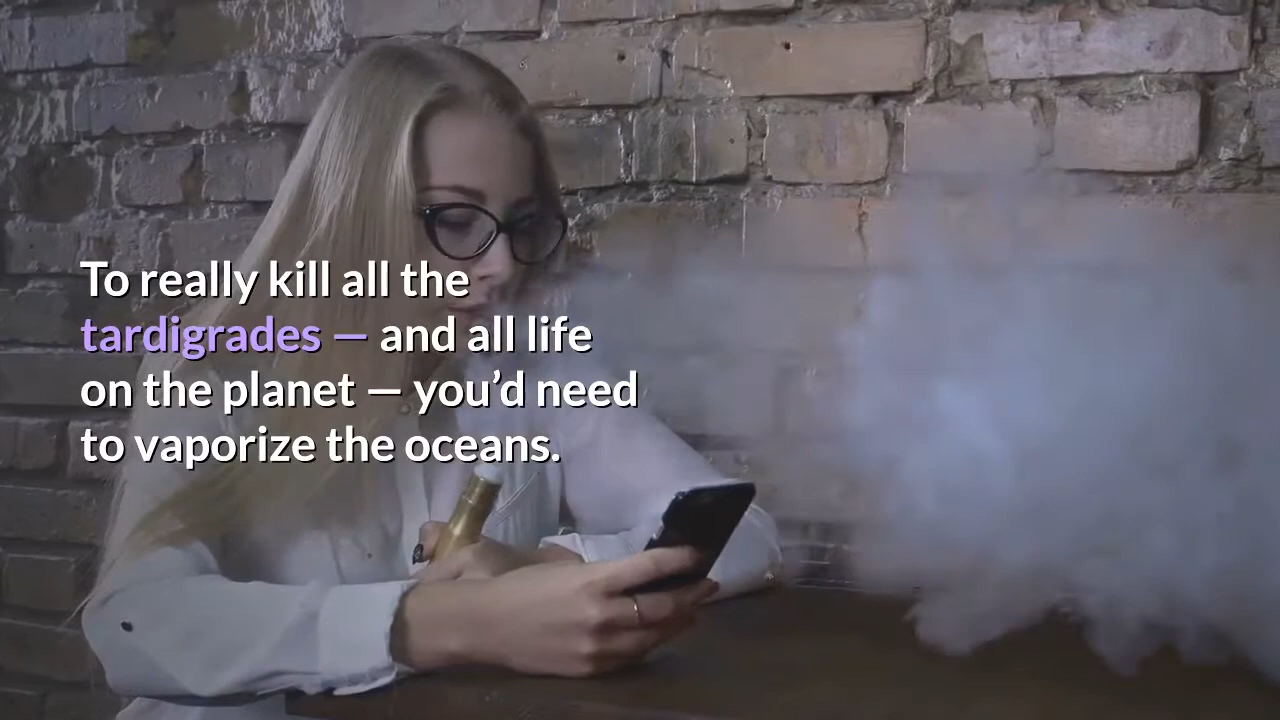 To really kill all the
tardigrades — and all life
on the planet — you’d need
to vaporize the oceans.